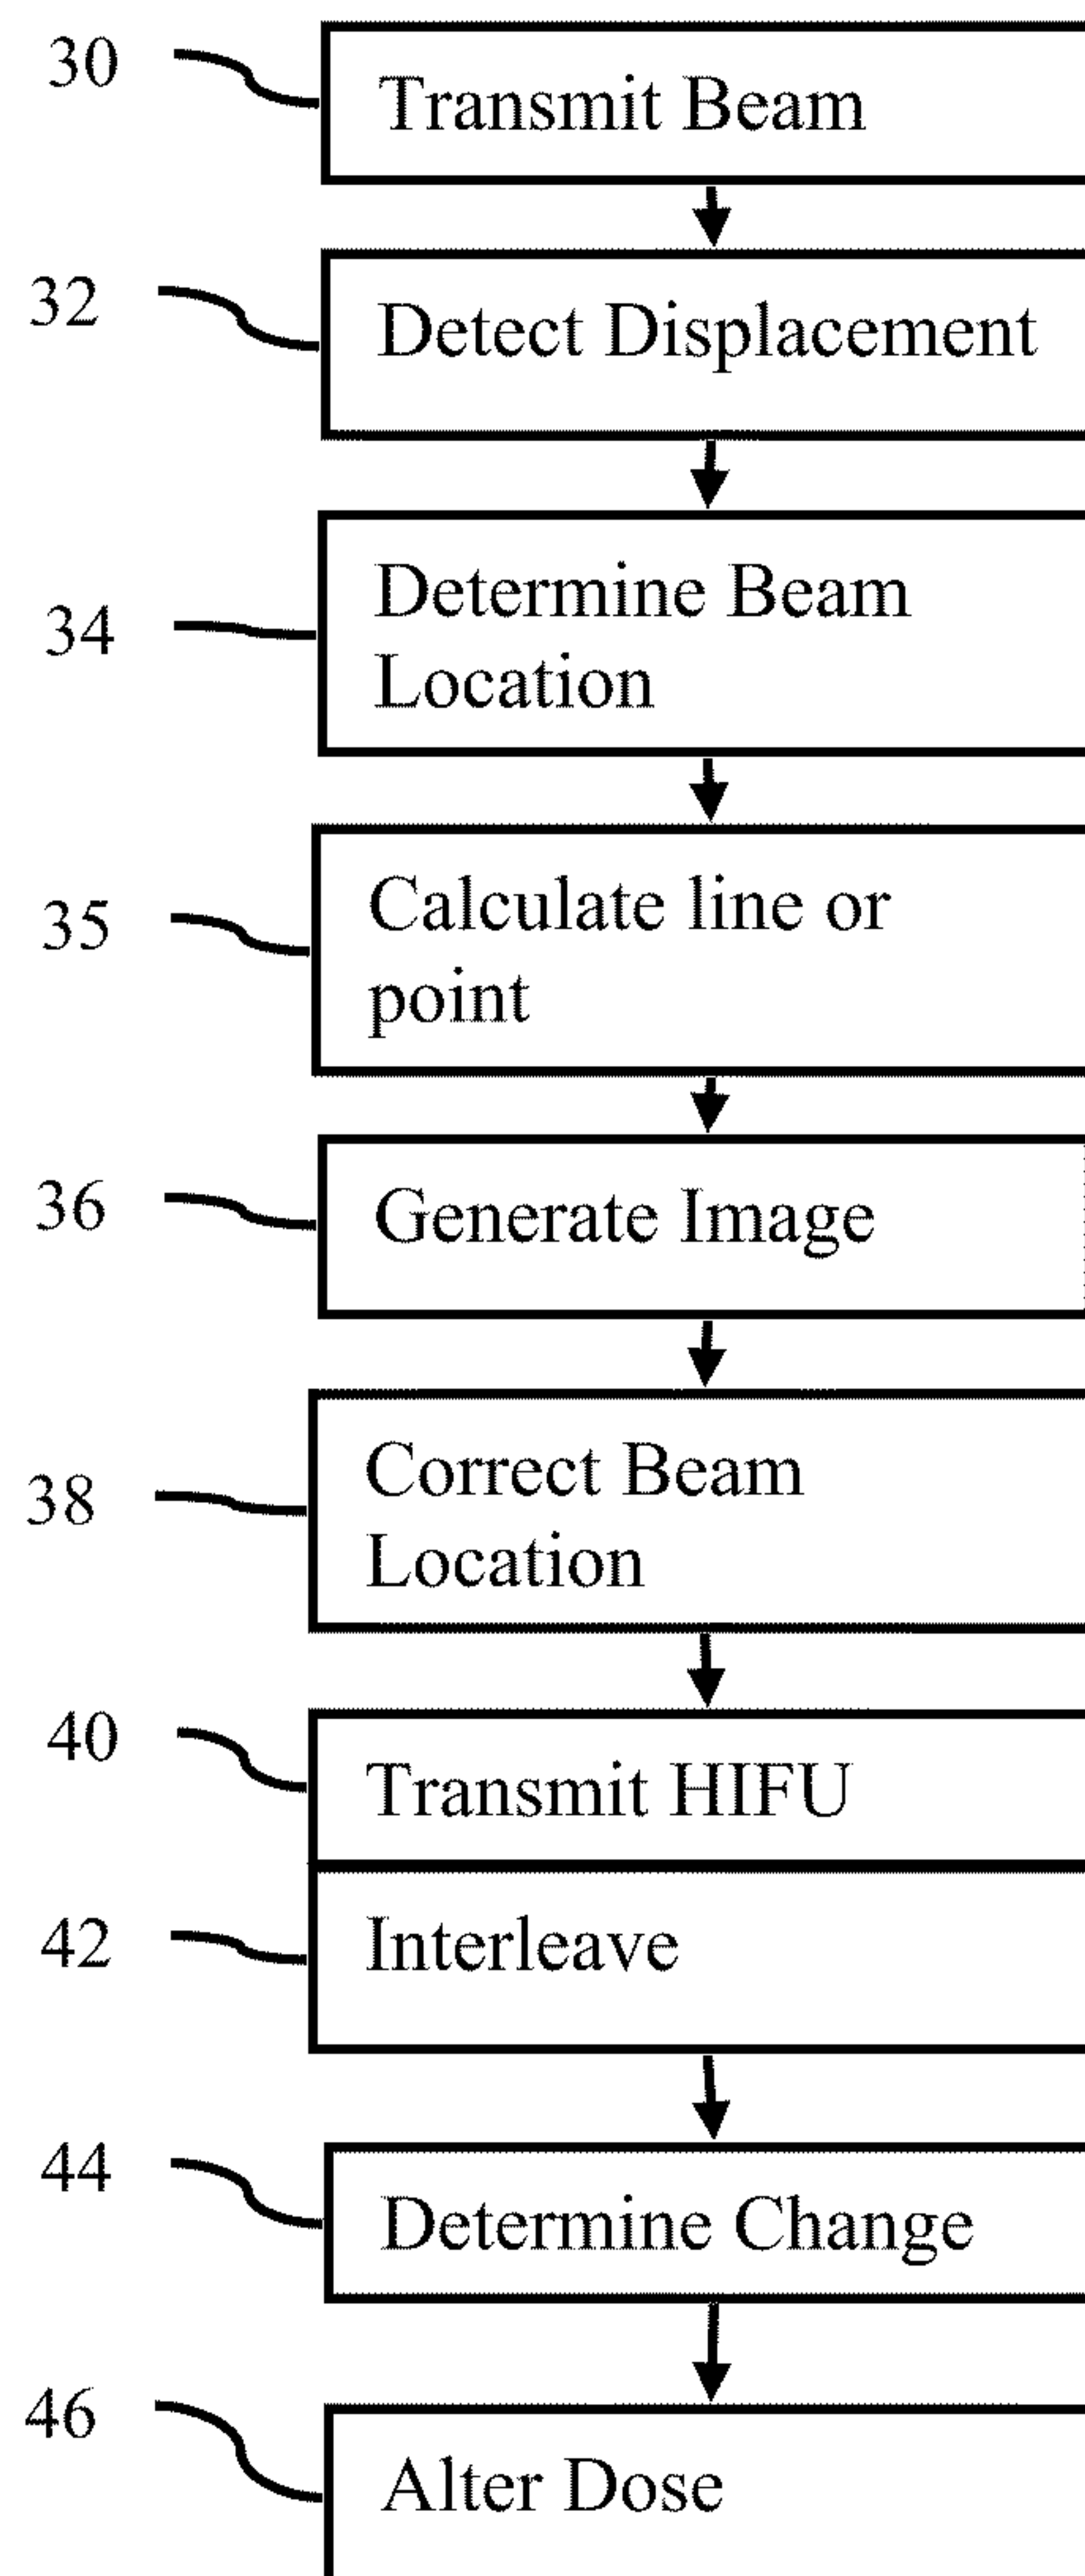 30 Transmit Beam
32 Detect Displacement
34 Determine Beam
Location
35 Calculate line or
point
36 Generate Image
38 Correct Beam
Location
40 Transmit HIFU
42 Interleave
44 Determine Change
46 Alter Dose